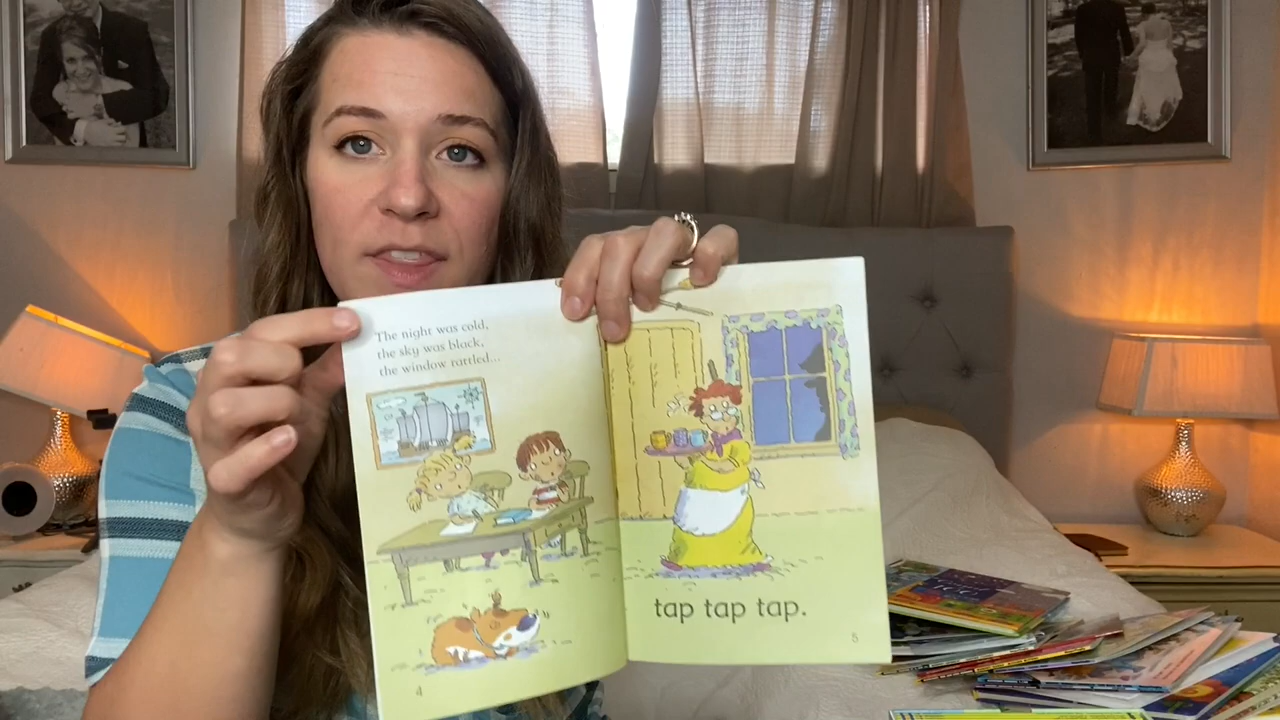 The night was cold,
the sky was black,
the window rattled...
tap tap tap.
4
5